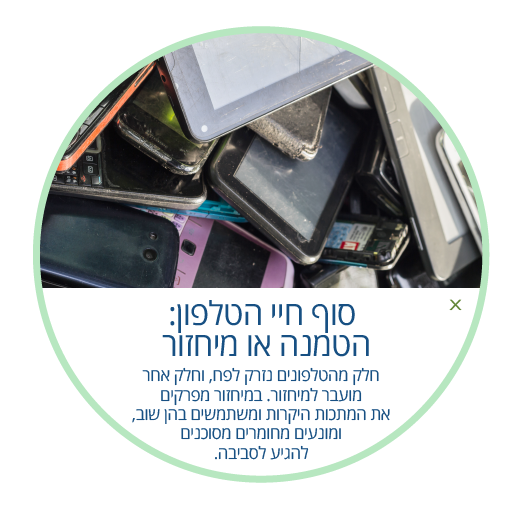 סוף חיי הטלפון:
הטמנה או מיחזור
חלק מהטלפונים נזרק לפח, וחלק אחר
מועבר למיחזור. במיחזור מפרקים
את המתכות היקרות ומשתמשים בהן שוב,
ומונעים מחומרים מסוכנים
להגיע לסביבה.